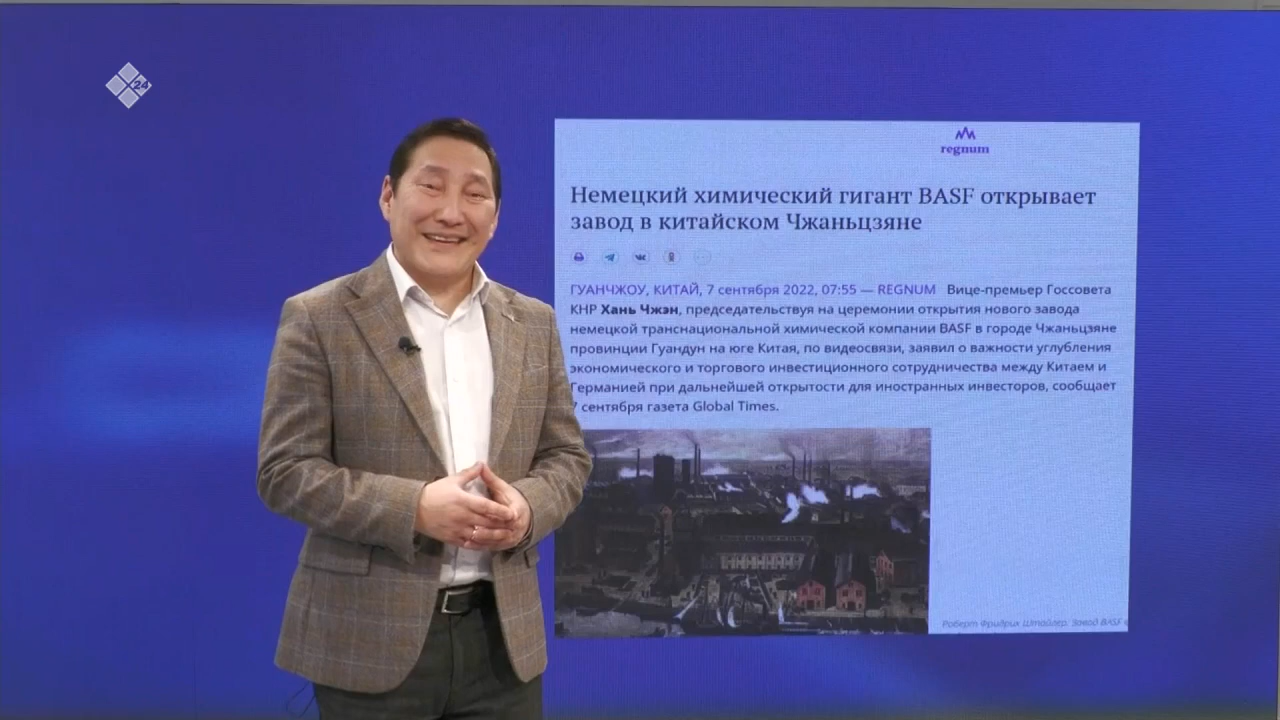 24
regnum
Немецкий химический гигант BASF открывает
завод в китайском Чжаньцзяне
ГУАНЧЖОУ, КИТАЙ, 7 сентября 2022, 07:55 — REGNUM Вице-премьер Госсовета
КНР Хань Чжэн, председательствуя на церемонии открытия нового завода
немецкой транснациональной химической компании BASF в городе Чжаньцзяне
провинции Гуандун на юге Китая, по видеосвязи, заявил о важности углубления
экономического и торгового инвестиционного сотрудничества между Китаем и
Германией при дальнейшей открытости для иностранных инвесторов, сообщает
7 сентября газета Global Times.
Роберт Фридрих Штайлер. Завод BASF